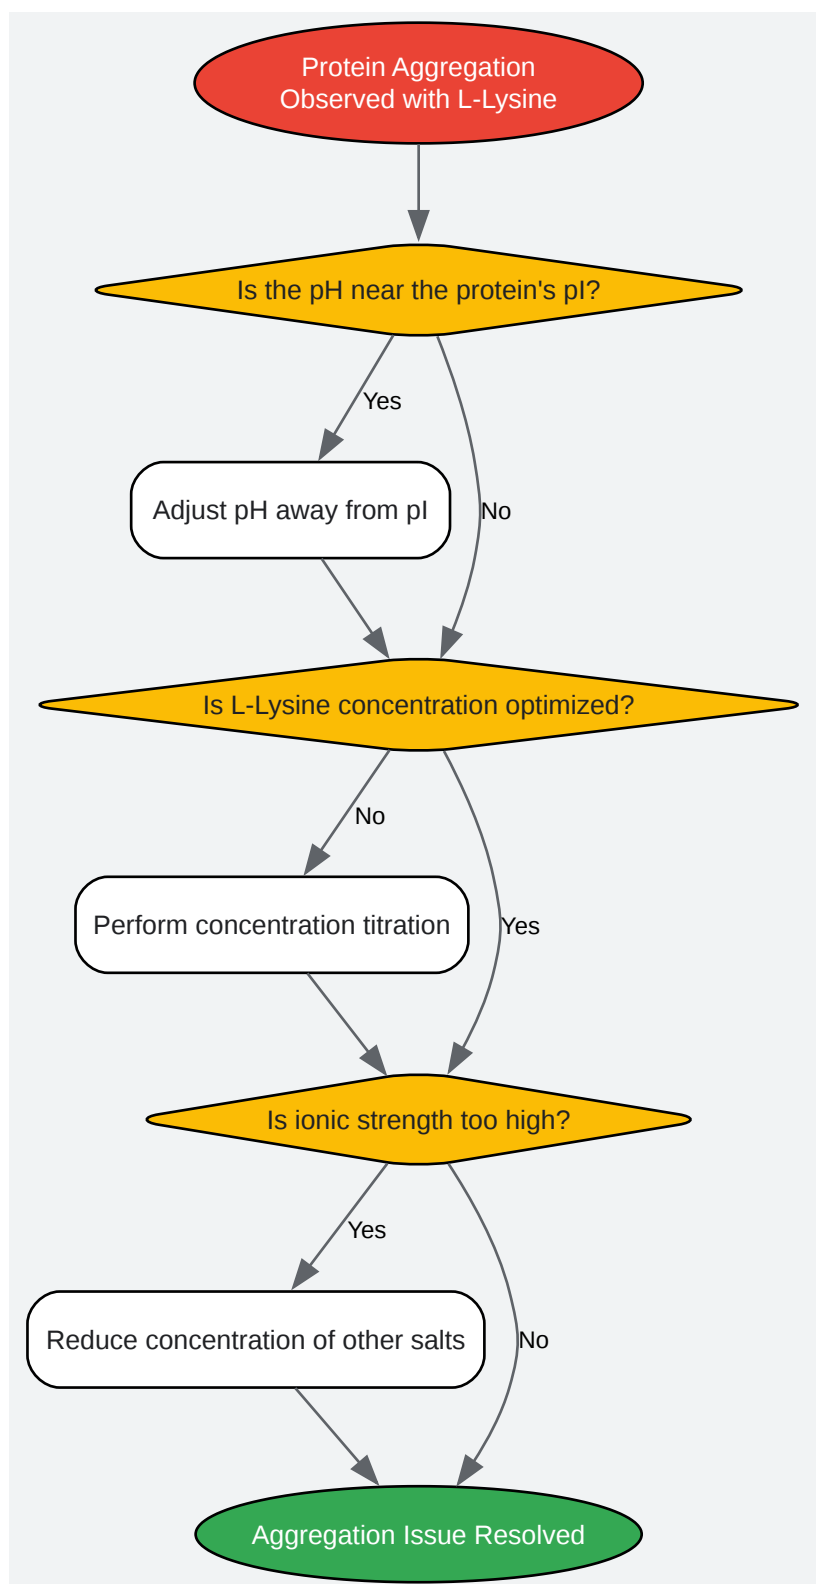 Protein Aggregation
Observed with L-Lysine
Is the pH near the protein's pI?
Yes
Adjust pH away from pI
No
Is L-Lysine concentration optimized?
No
Perform concentration titration
Yes
Is ionic strength too high?
Yes
Reduce concentration of other salts
No
Aggregation Issue Resolved